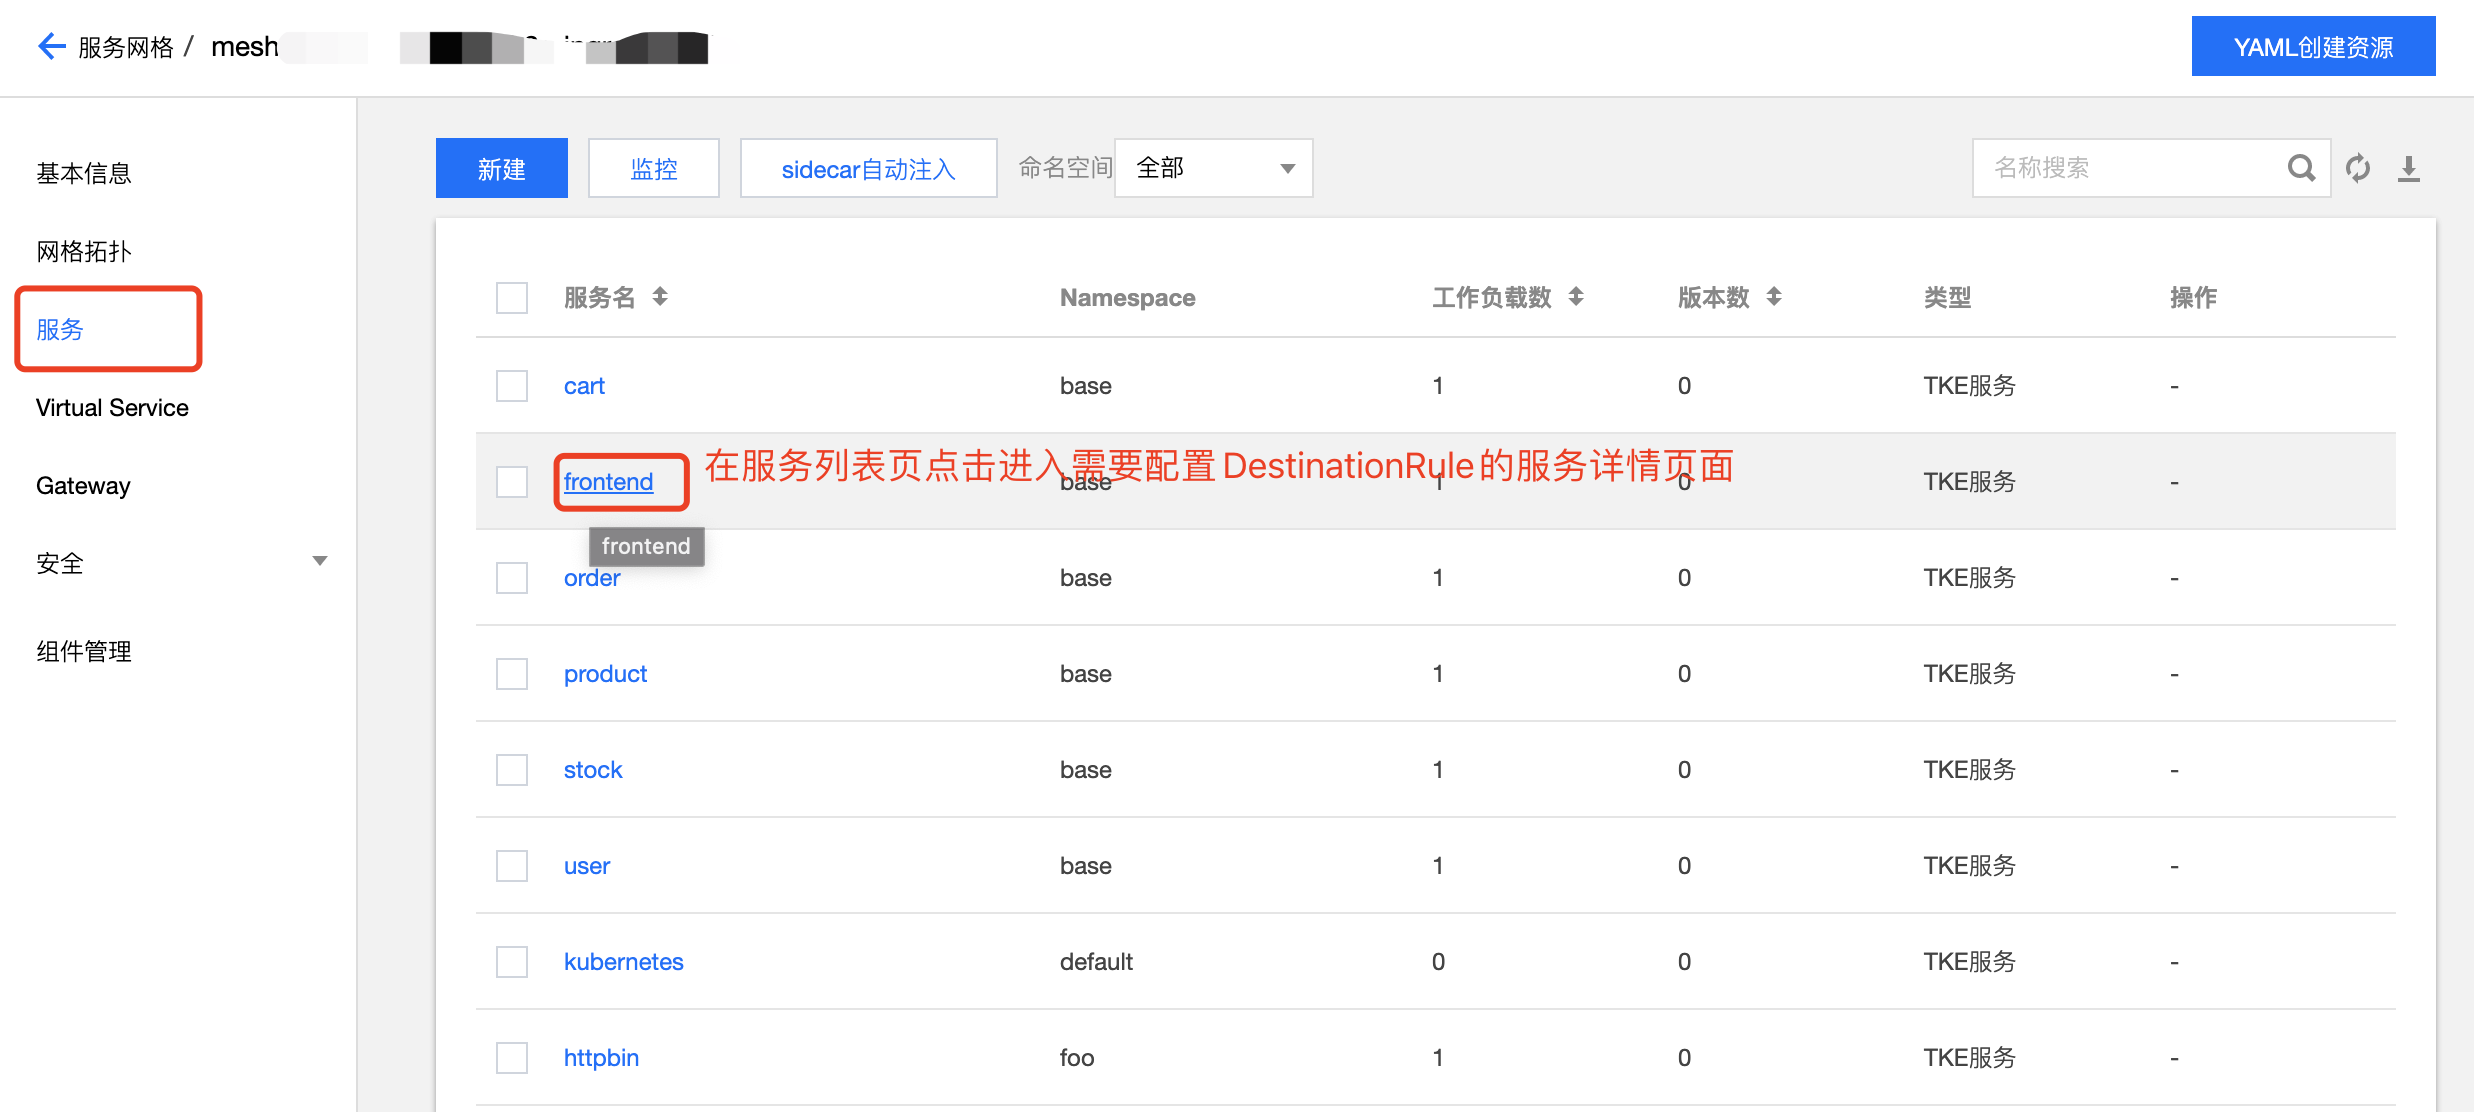 服务网格 / mesh
YAML创建资源
基本信息
网格拓扑
服务
Virtual Service
Gateway
安全
组件管理
新建 监控 sidecar自动注入 命名空间 全部 名称搜索
服务名 Namespace 工作负载数 版本数 类型 操作
cart base 1 0 TKE服务 -
在服务列表页点击进入需要配置DestinationRule的服务详情页面
frontend base 1 0 TKE服务 -
frontend
order base 1 0 TKE服务 -
product base 1 0 TKE服务 -
stock base 1 0 TKE服务 -
user base 1 0 TKE服务 -
kubernetes default 0 0 TKE服务 -
httpbin foo 1 0 TKE服务 -